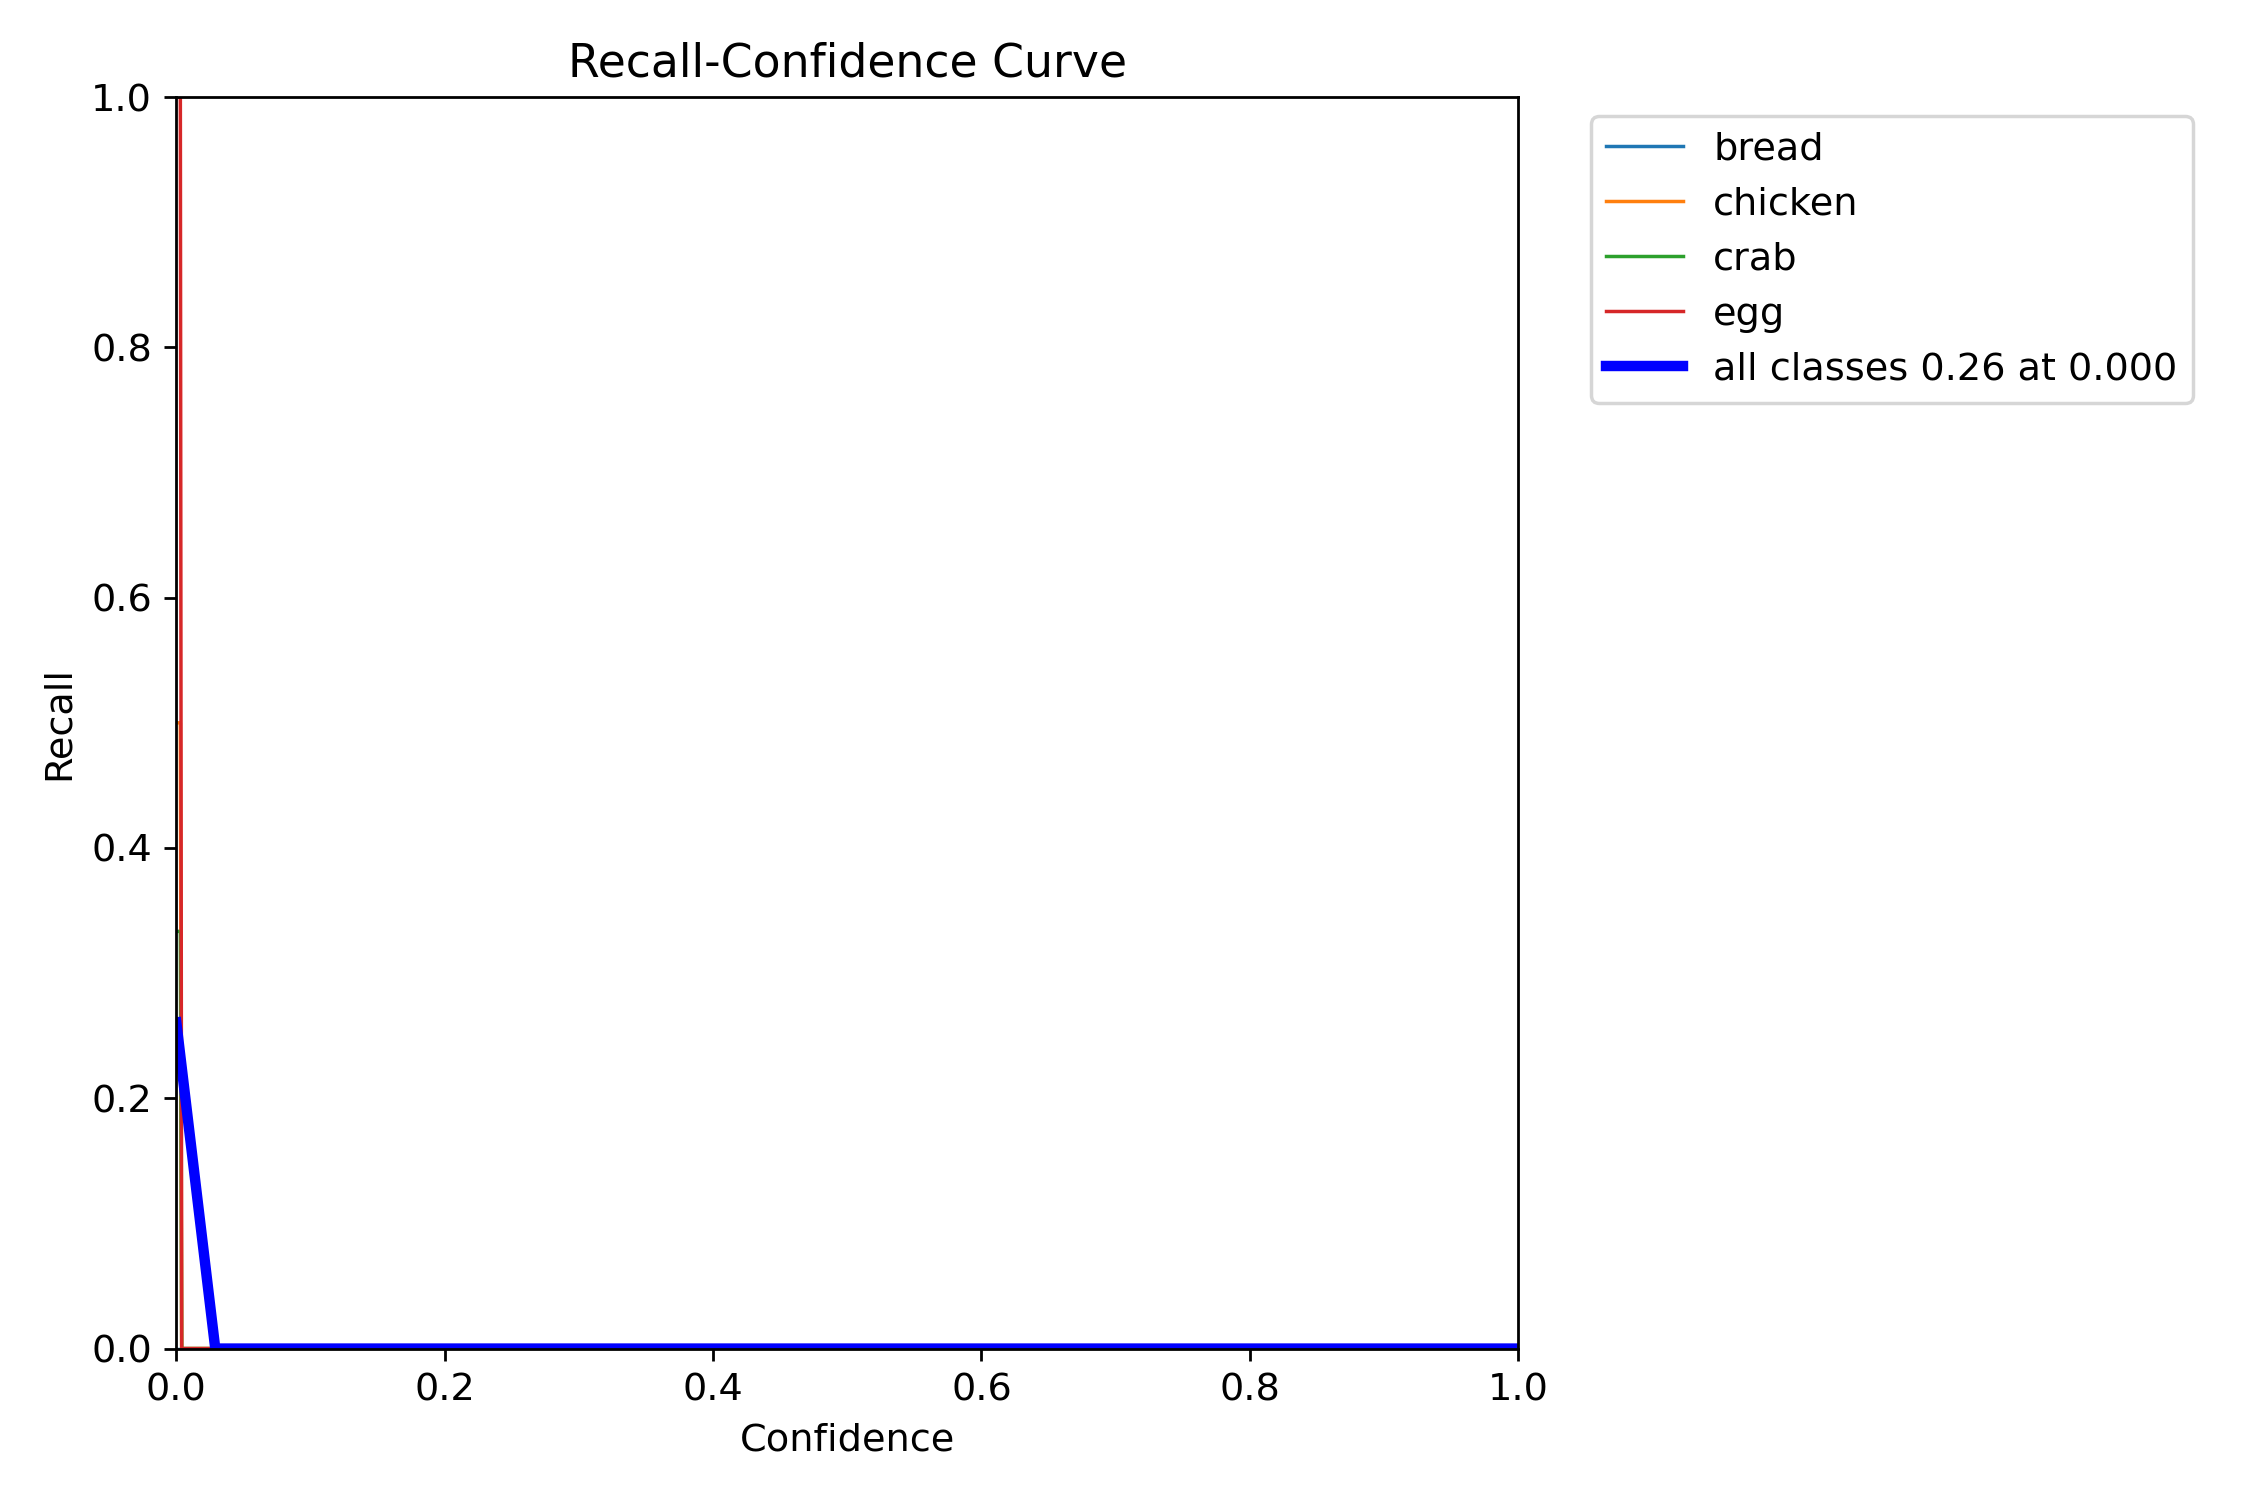 Recall-Confidence Curve
1.0
0.8
0.6
0.4
0.2
0.0
Recall
0.0 0.2 0.4 0.6 0.8 1.0
Confidence
bread
chicken
crab
egg
all classes 0.26 at 0.000